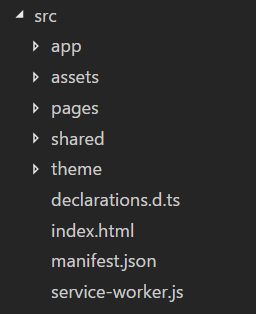 src
app
assets
pages
shared
theme
declarations.d.ts
index.html
manifest.json
service-worker.js